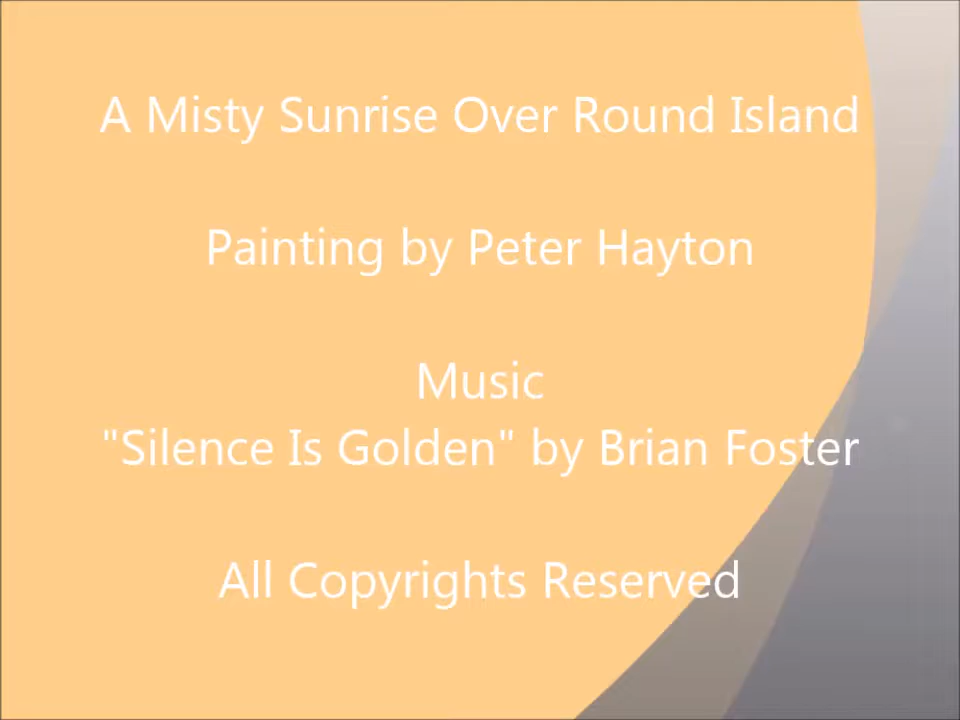 A Misty Sunrise Over Round Island
Painting by Peter Hayton
Music
"Silence Is Golden" by Brian Foster
All Copyrights Reserved